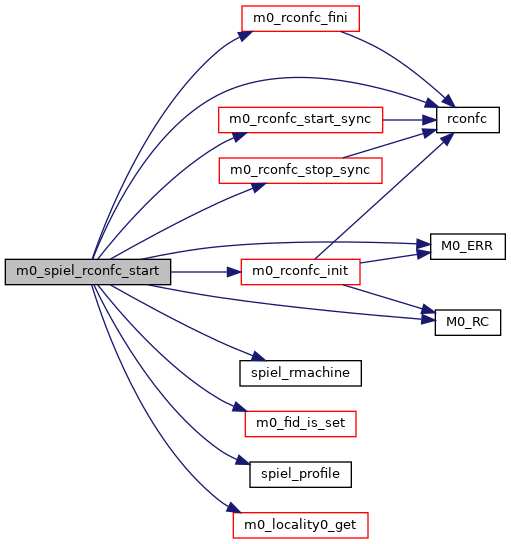 m0_rconfc_fini
m0_rconfc_start_sync
rconfc
m0_rconfc_stop_sync
M0_ERR
m0_spiel_rconfc_start
m0_rconfc_init
M0_RC
spiel_rmachine
m0_fid_is_set
spiel_profile
m0_locality0_get